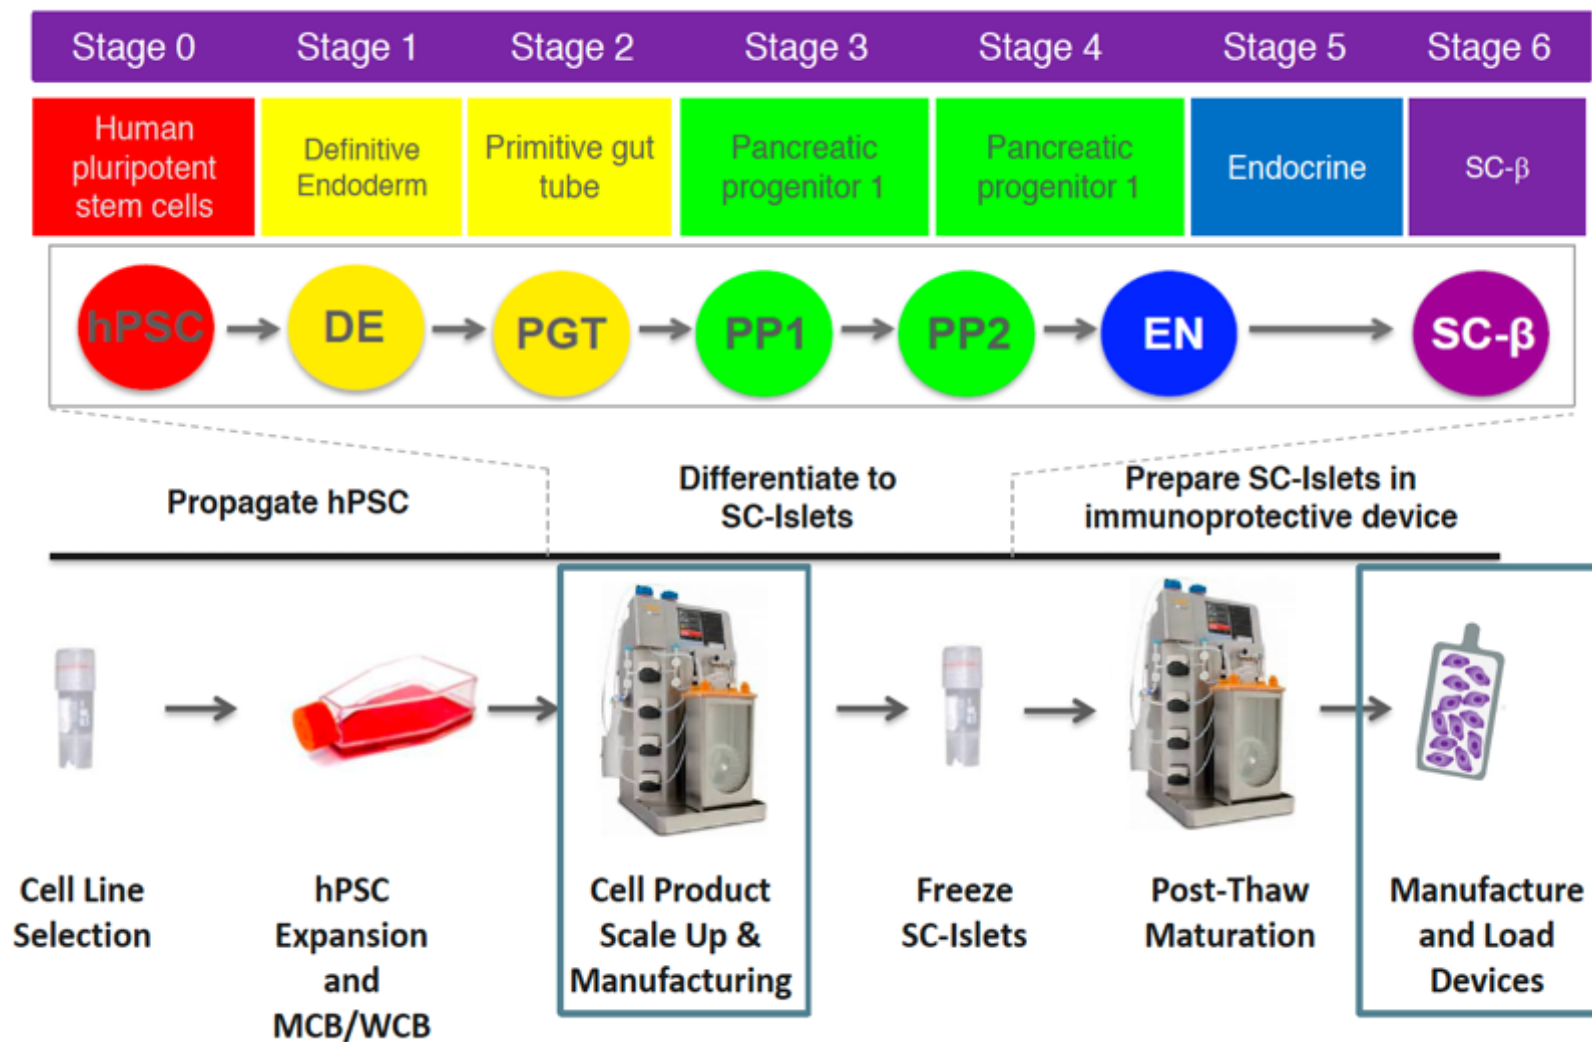 Stage 0 Stage 1 Stage 2 Stage 3 Stage 4 Stage 5 Stage 6
Human
pluripotent
stem cells
Definitive
Endoderm
Primitive gut
tube
Pancreatic
progenitor 1
Pancreatic
progenitor 1
Endocrine
SC-β
hPSC DE PGT PP1 PP2 EN SC-β
Propagate hPSC
Differentiate to
SC-Islets
Prepare SC-Islets in
immunoprotective device
Cell Line
Selection
hPSC
Expansion
and
MCB/WCB
Cell Product
Scale Up &
Manufacturing
Freeze
SC-Islets
Post-Thaw
Maturation
Manufacture
and Load
Devices